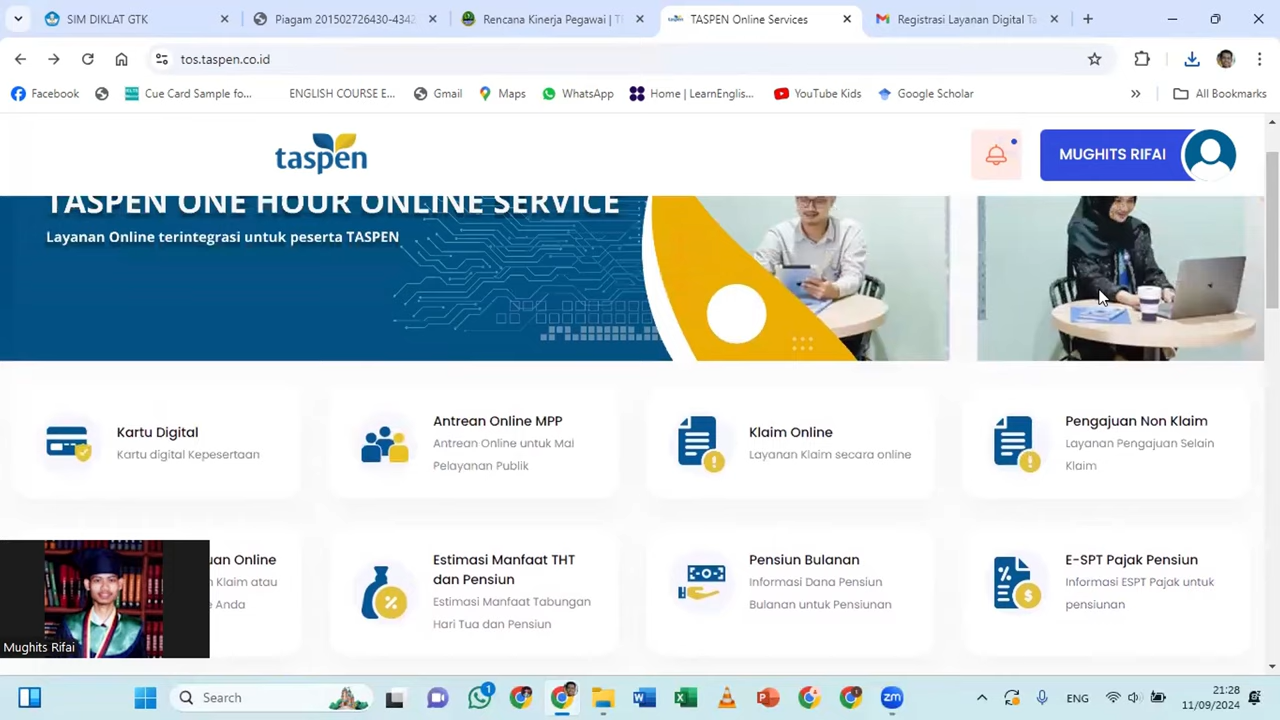 SIM DIKLAT GTK
Piagam 201502726430-4342
Rencana Kinerja Pegawai | T
TASPEN Online Services
Registrasi Layanan Digital Ta
tos.taspen.co.id
Facebook
Cue Card Sample fo...
ENGLISH COURSE E...
Gmail
Maps
WhatsApp
Home | LearnEnglis...
YouTube Kids
Google Scholar
All Bookmarks
taspen
MUGHITS RIFAI
TASPEN ONE HOUR ONLINE SERVICE
Layanan Online terintegrasi untuk peserta TASPEN
Kartu Digital
Kartu digital Kepesertaan
Antrean Online MPP
Antrean Online untuk Mal
Pelayanan Publik
Klaim Online
Layanan Klaim secara online
Pengajuan Non Klaim
Layanan Pengajuan Selain
Klaim
uan Online
n Klaim atau
e Anda
Estimasi Manfaat THT
dan Pensiun
Estimasi Manfaat Tabungan
Hari Tua dan Pensiun
Pensiun Bulanan
Informasi Dana Pensiun
Bulanan untuk Pensiunan
E-SPT Pajak Pensiun
Informasi ESPT Pajak untuk
pensiunan
Mughits Rifai
Search
1
W
X
P
zm
ENG
21:28
11/09/2024